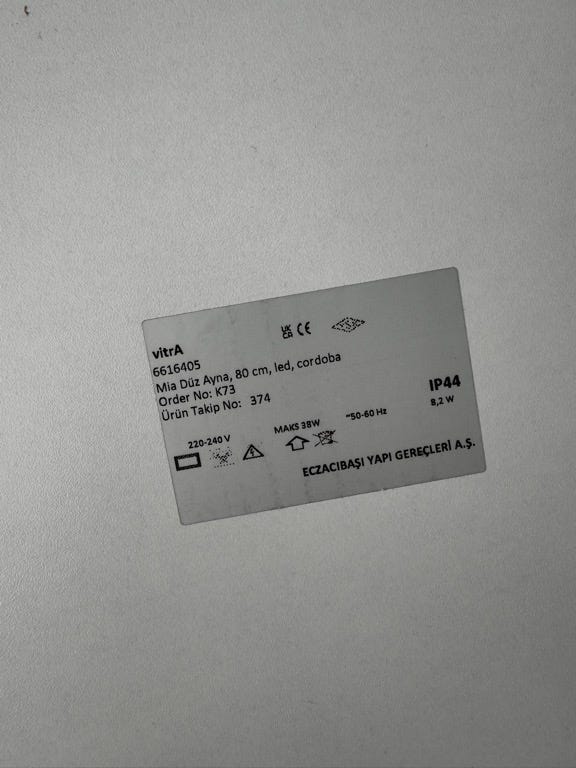 vitrA
UK CA CE
6616405
Mia Düz Ayna, 80 cm, led, cordoba
Order No: K73
Ürün Takip No: 374
IP44
220-240 V
MAKS 38W
~50-60 Hz
8,2 W
ECZACIBAŞI YAPI GEREÇLERİ A.Ş.